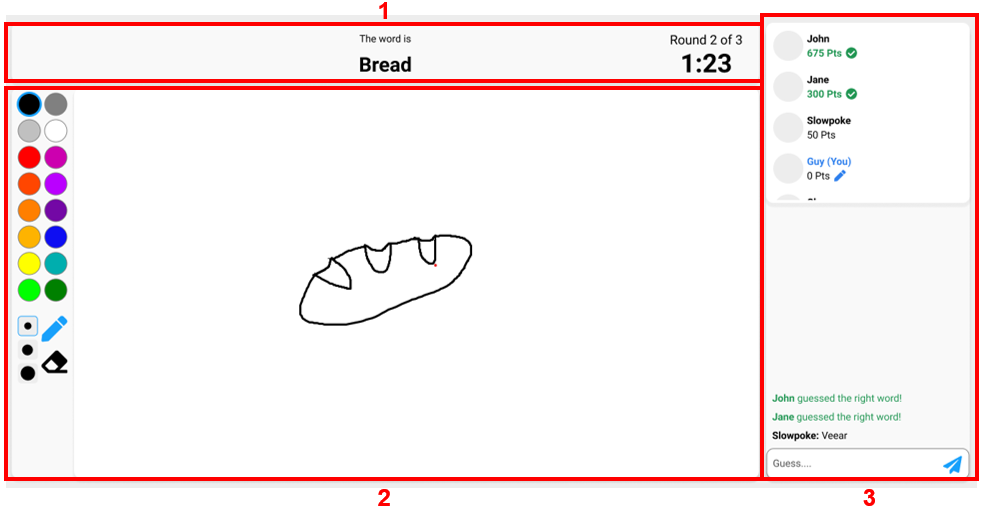 1
The word is
Bread
Round 2 of 3
1:23
John
675 Pts
Jane
300 Pts
Slowpoke
50 Pts
Guy (You)
0 Pts
John guessed the right word!
Jane guessed the right word!
Slowpoke: Veear
Guess....
2
3